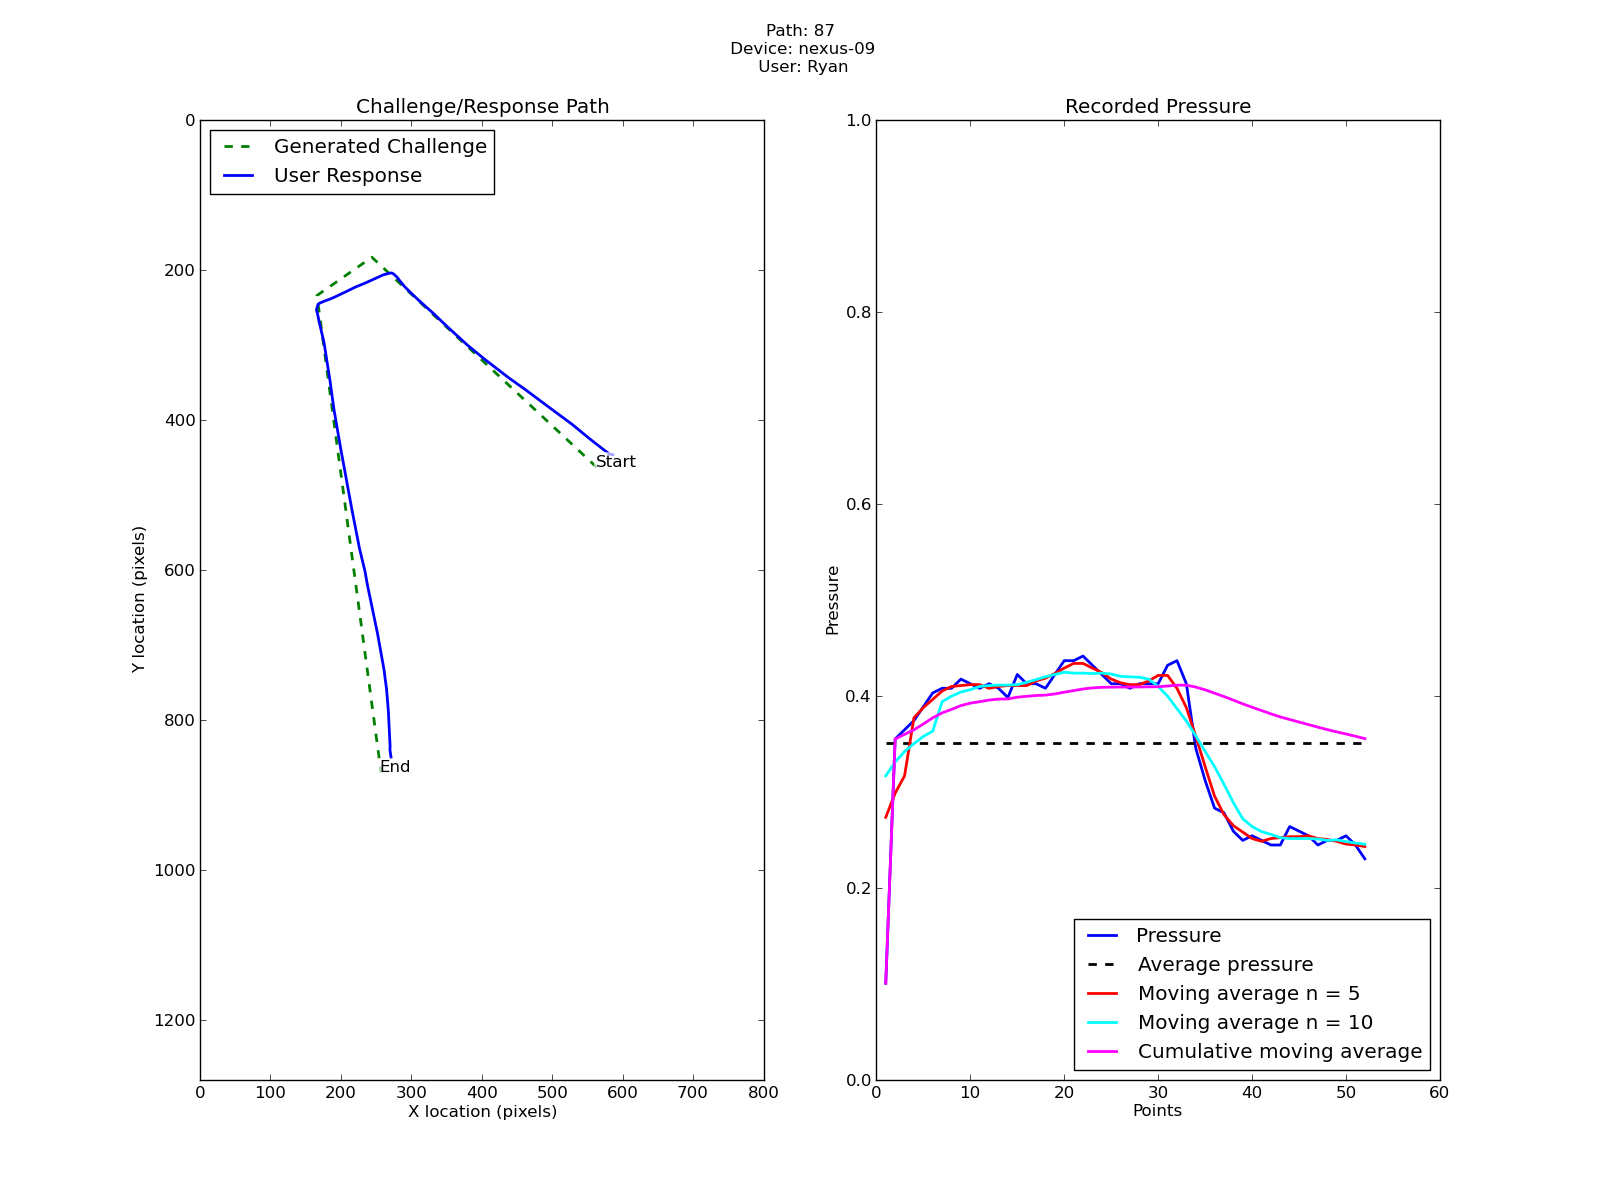 Path: 87
Device: nexus-09
User: Ryan
Challenge/Response Path
Generated Challenge
User Response
0
200
400
600
800
1000
1200
Y location (pixels)
Start
End
0 100 200 300 400 500 600 700 800
X location (pixels)
Recorded Pressure
1.0
0.8
0.6
0.4
0.2
0.0
Pressure
Pressure
Average pressure
Moving average n = 5
Moving average n = 10
Cumulative moving average
0 10 20 30 40 50 60
Points